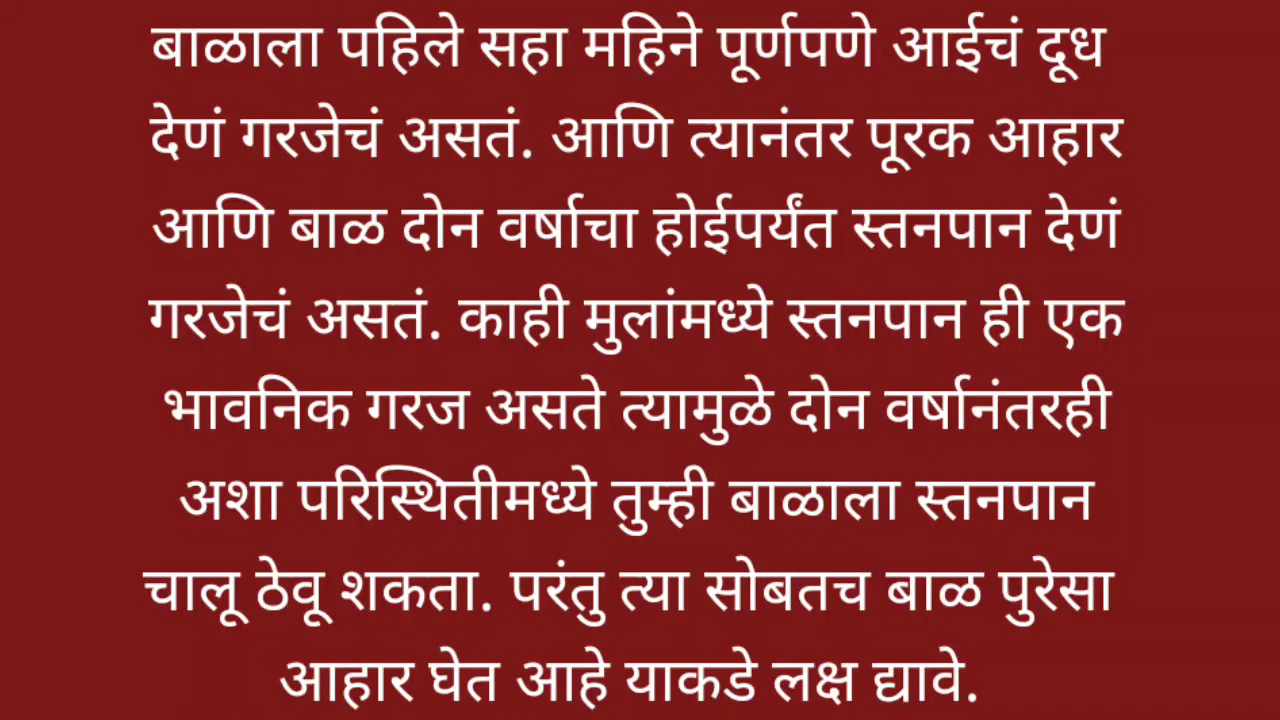 बाळाला पहिले सहा महिने पूर्णपणे आईचं दूध
देणं गरजेचं असतं. आणि त्यानंतर पूरक आहार
आणि बाळ दोन वर्षाचा होईपर्यंत स्तनपान देणं
गरजेचं असतं. काही मुलांमध्ये स्तनपान ही एक
भावनिक गरज असते त्यामुळे दोन वर्षानंतरही
अशा परिस्थितीमध्ये तुम्ही बाळाला स्तनपान
चालू ठेवू शकता. परंतु त्या सोबतच बाळ पुरेसा
आहार घेत आहे याकडे लक्ष द्यावे.